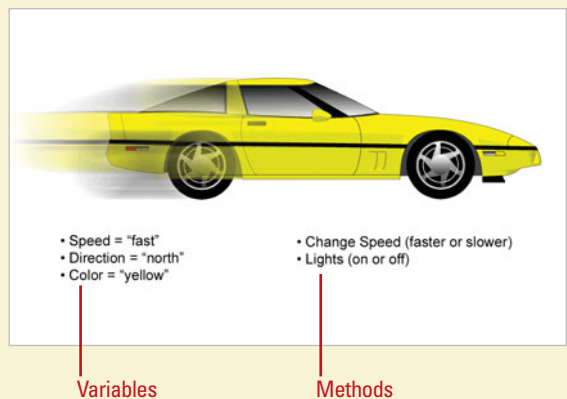 • Speed = “fast”
• Direction = “north”
• Color = “yellow”
• Change Speed (faster or slower)
• Lights (on or off)
Variables
Methods